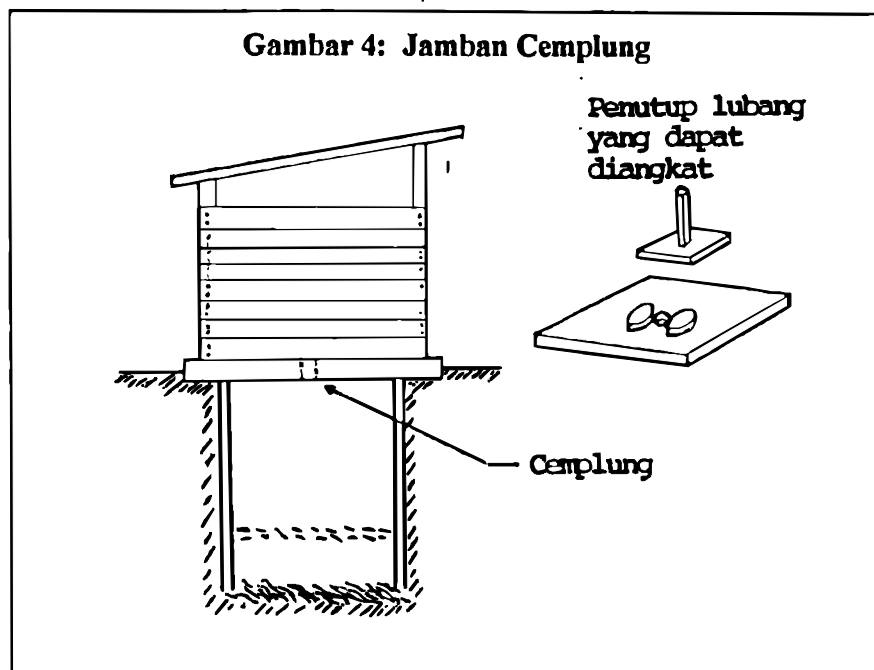 Gambar 4: Jamban Cemplung
Penutup lubang
yang dapat
diangkat
Cemplung